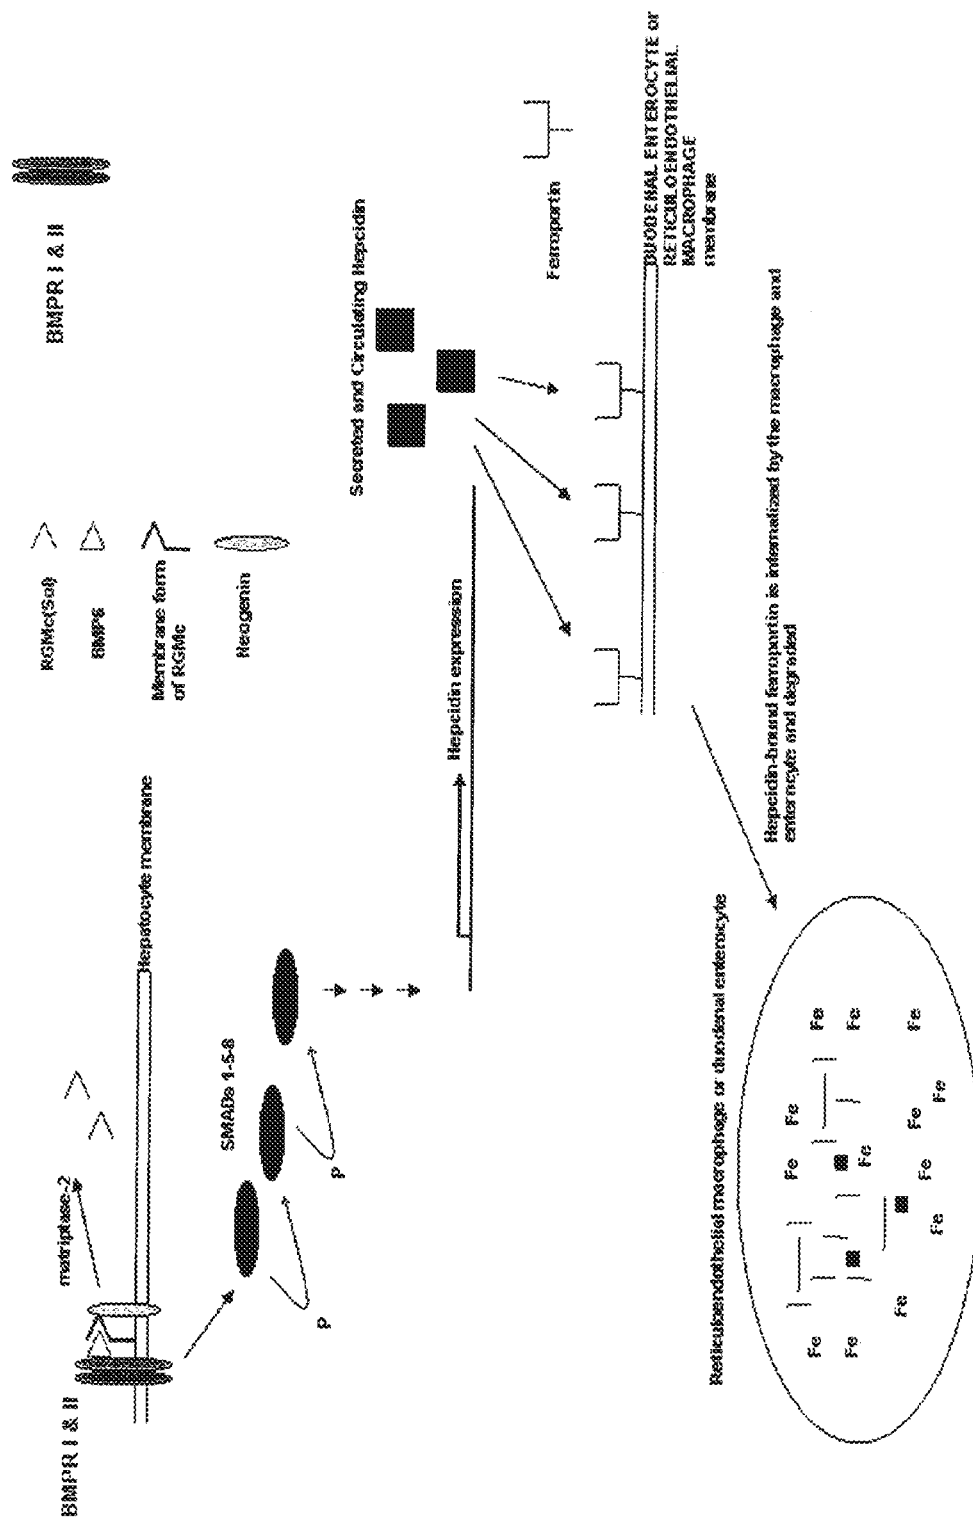 BMPR I & II
matriptase-2
Hepatocyte membrane
SMADs 1-5-8
P
P
RGMc(Sol)
BMP6
Membrane form
of RGMc
Neogenin
BMPR I & II
Hepcidin expression
Secreted and Circulating Hepcidin
Ferroportin
DUODENAL ENTEROCYTE or
RETICULOENDOTHELIAL
MACROPHAGE
membrane
Hepcidin-bound ferroportin is internalized by the macrophage and
enterocyte and degraded
Reticuloendothelial macrophage or duodenal enterocyte
Fe
Fe
Fe
Fe
Fe
Fe
Fe
Fe
Fe
Fe
Fe
Fe
Fe